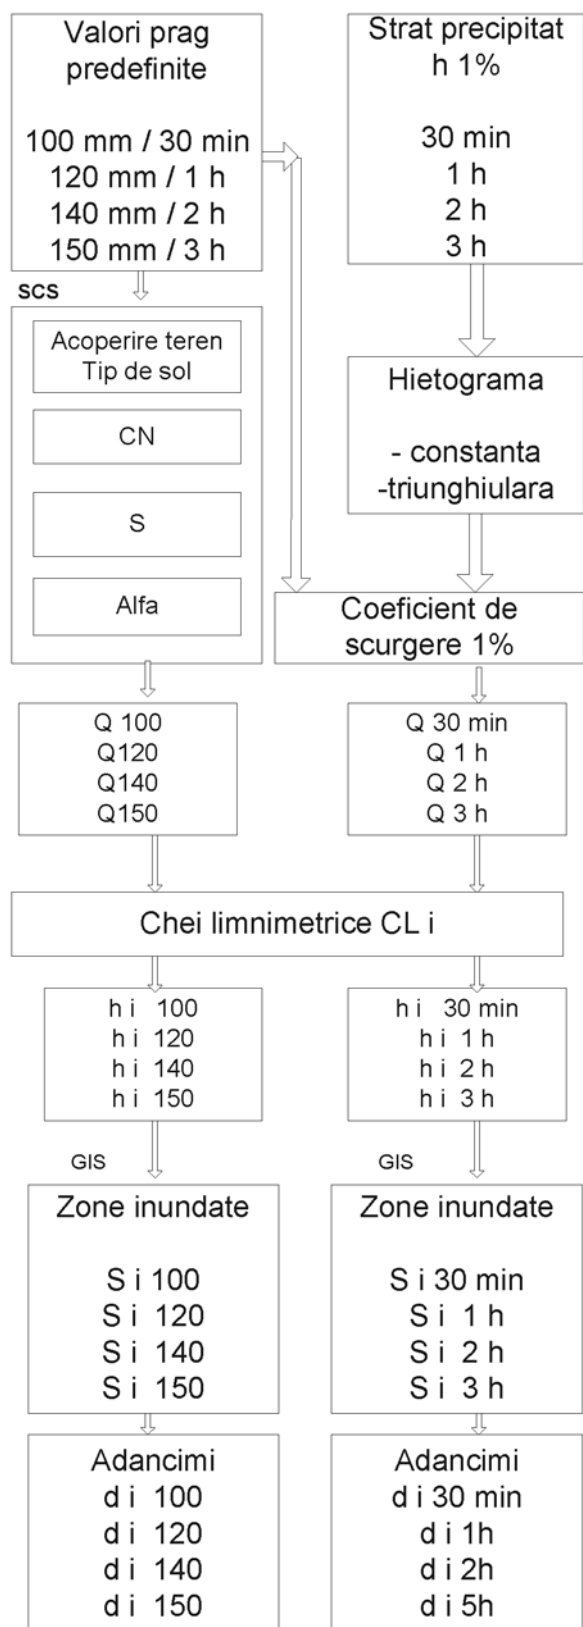 Valori prag
predefinite
100 mm / 30 min
120 mm / 1 h
140 mm / 2 h
150 mm / 3 h
Strat precipitat
h 1%
30 min
1 h
2 h
3 h
scs
Acoperire teren
Tip de sol
CN
S
Alfa
Hietograma
- constanta
-triunghiulara
Coeficient de
scurgere 1%
Q 100
Q120
Q140
Q150
Q 30 min
Q 1 h
Q 2 h
Q 3 h
Chei limnimetrice CL i
h i 100
h i 120
h i 140
h i 150
h i 30 min
h i 1 h
h i 2 h
h i 3 h
GIS
GIS
Zone inundate
S i 100
S i 120
S i 140
S i 150
Zone inundate
S i 30 min
S i 1 h
S i 2 h
S i 3 h
Adancimi
d i 100
d i 120
d i 140
d i 150
Adancimi
d i 30 min
d i 1h
d i 2h
d i 5h